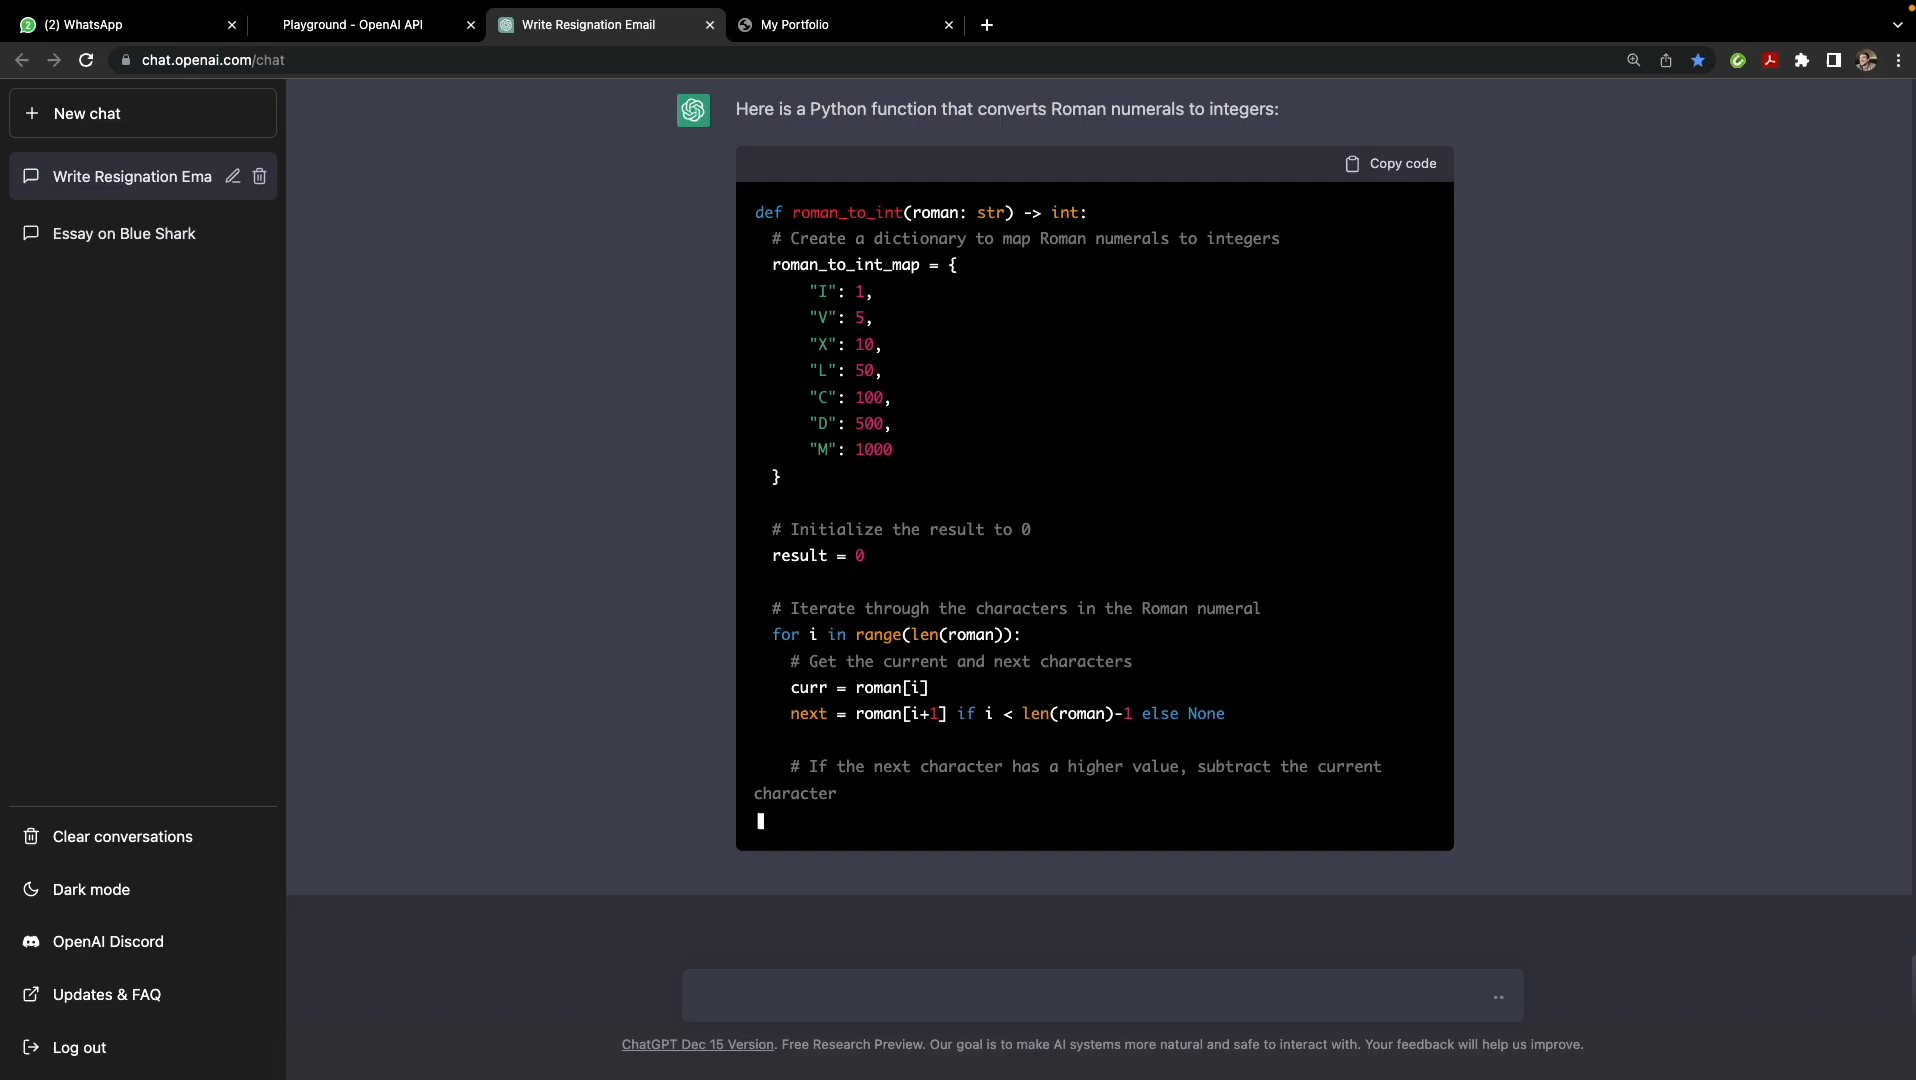 2 (2) WhatsApp
Playground - OpenAI API
Write Resignation Email
My Portfolio
chat.openai.com/chat
New chat
Write Resignation Ema
Essay on Blue Shark
Clear conversations
Dark mode
OpenAI Discord
Updates & FAQ
Log out
Here is a Python function that converts Roman numerals to integers:
Copy code
def roman_to_int(roman: str) -> int:
  # Create a dictionary to map Roman numerals to integers
  roman_to_int_map = {
      "I": 1,
      "V": 5,
      "X": 10,
      "L": 50,
      "C": 100,
      "D": 500,
      "M": 1000
  }
  # Initialize the result to 0
  result = 0
  # Iterate through the characters in the Roman numeral
  for i in range(len(roman)):
    # Get the current and next characters
    curr = roman[i]
    next = roman[i+1] if i < len(roman)-1 else None
    # If the next character has a higher value, subtract the current
character
ChatGPT Dec 15 Version. Free Research Preview. Our goal is to make AI systems more natural and safe to interact with. Your feedback will help us improve.